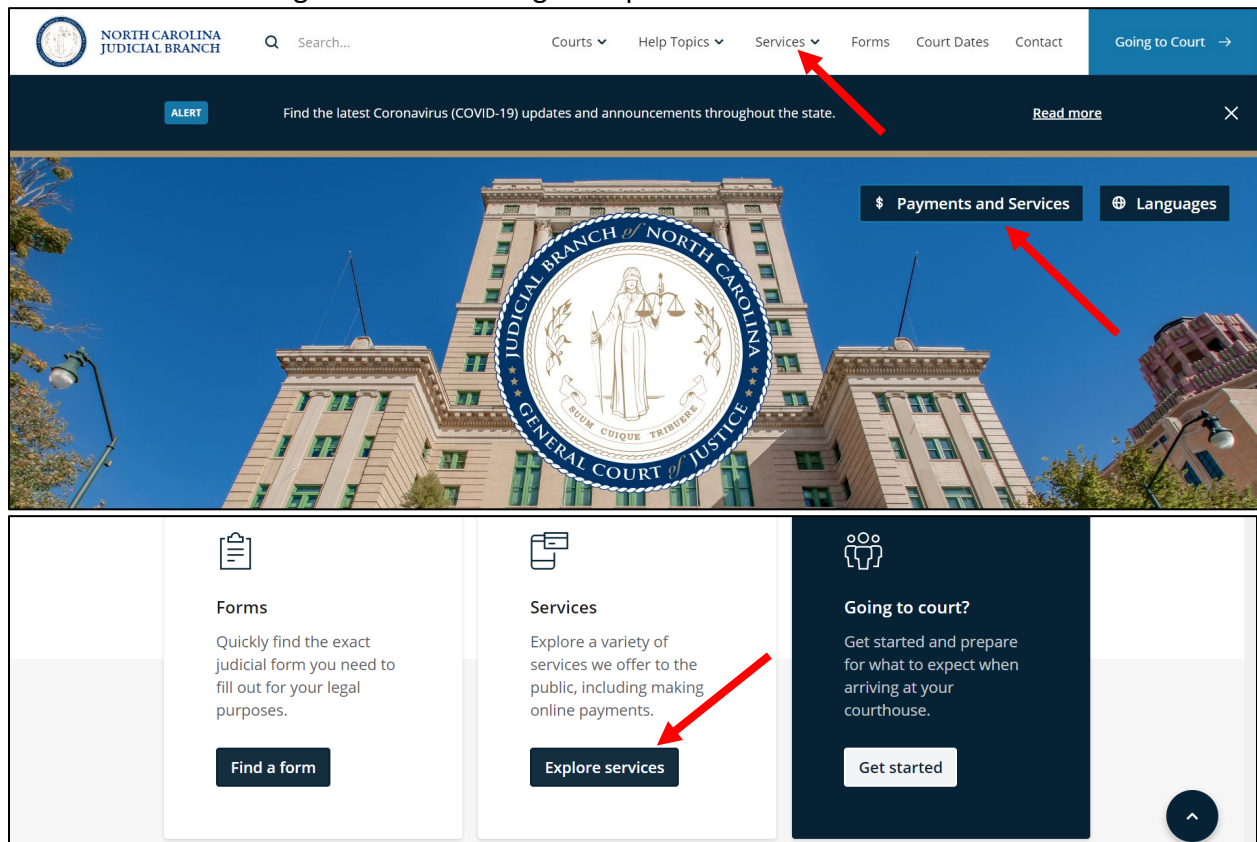 NORTH CAROLINA
JUDICIAL BRANCH
Search...
Courts
Help Topics
Services
Forms
Court Dates
Contact
Going to Court →
ALERT
Find the latest Coronavirus (COVID-19) updates and announcements throughout the state.
Read more
$ Payments and Services
Languages
JUDICIAL BRANCH of NORTH CAROLINA
SUUM CUIQUE TRIBUERE
GENERAL COURT of JUSTICE
Forms
Quickly find the exact
judicial form you need to
fill out for your legal
purposes.
Find a form
Services
Explore a variety of
services we offer to the
public, including making
online payments.
Explore services
Going to court?
Get started and prepare
for what to expect when
arriving at your
courthouse.
Get started